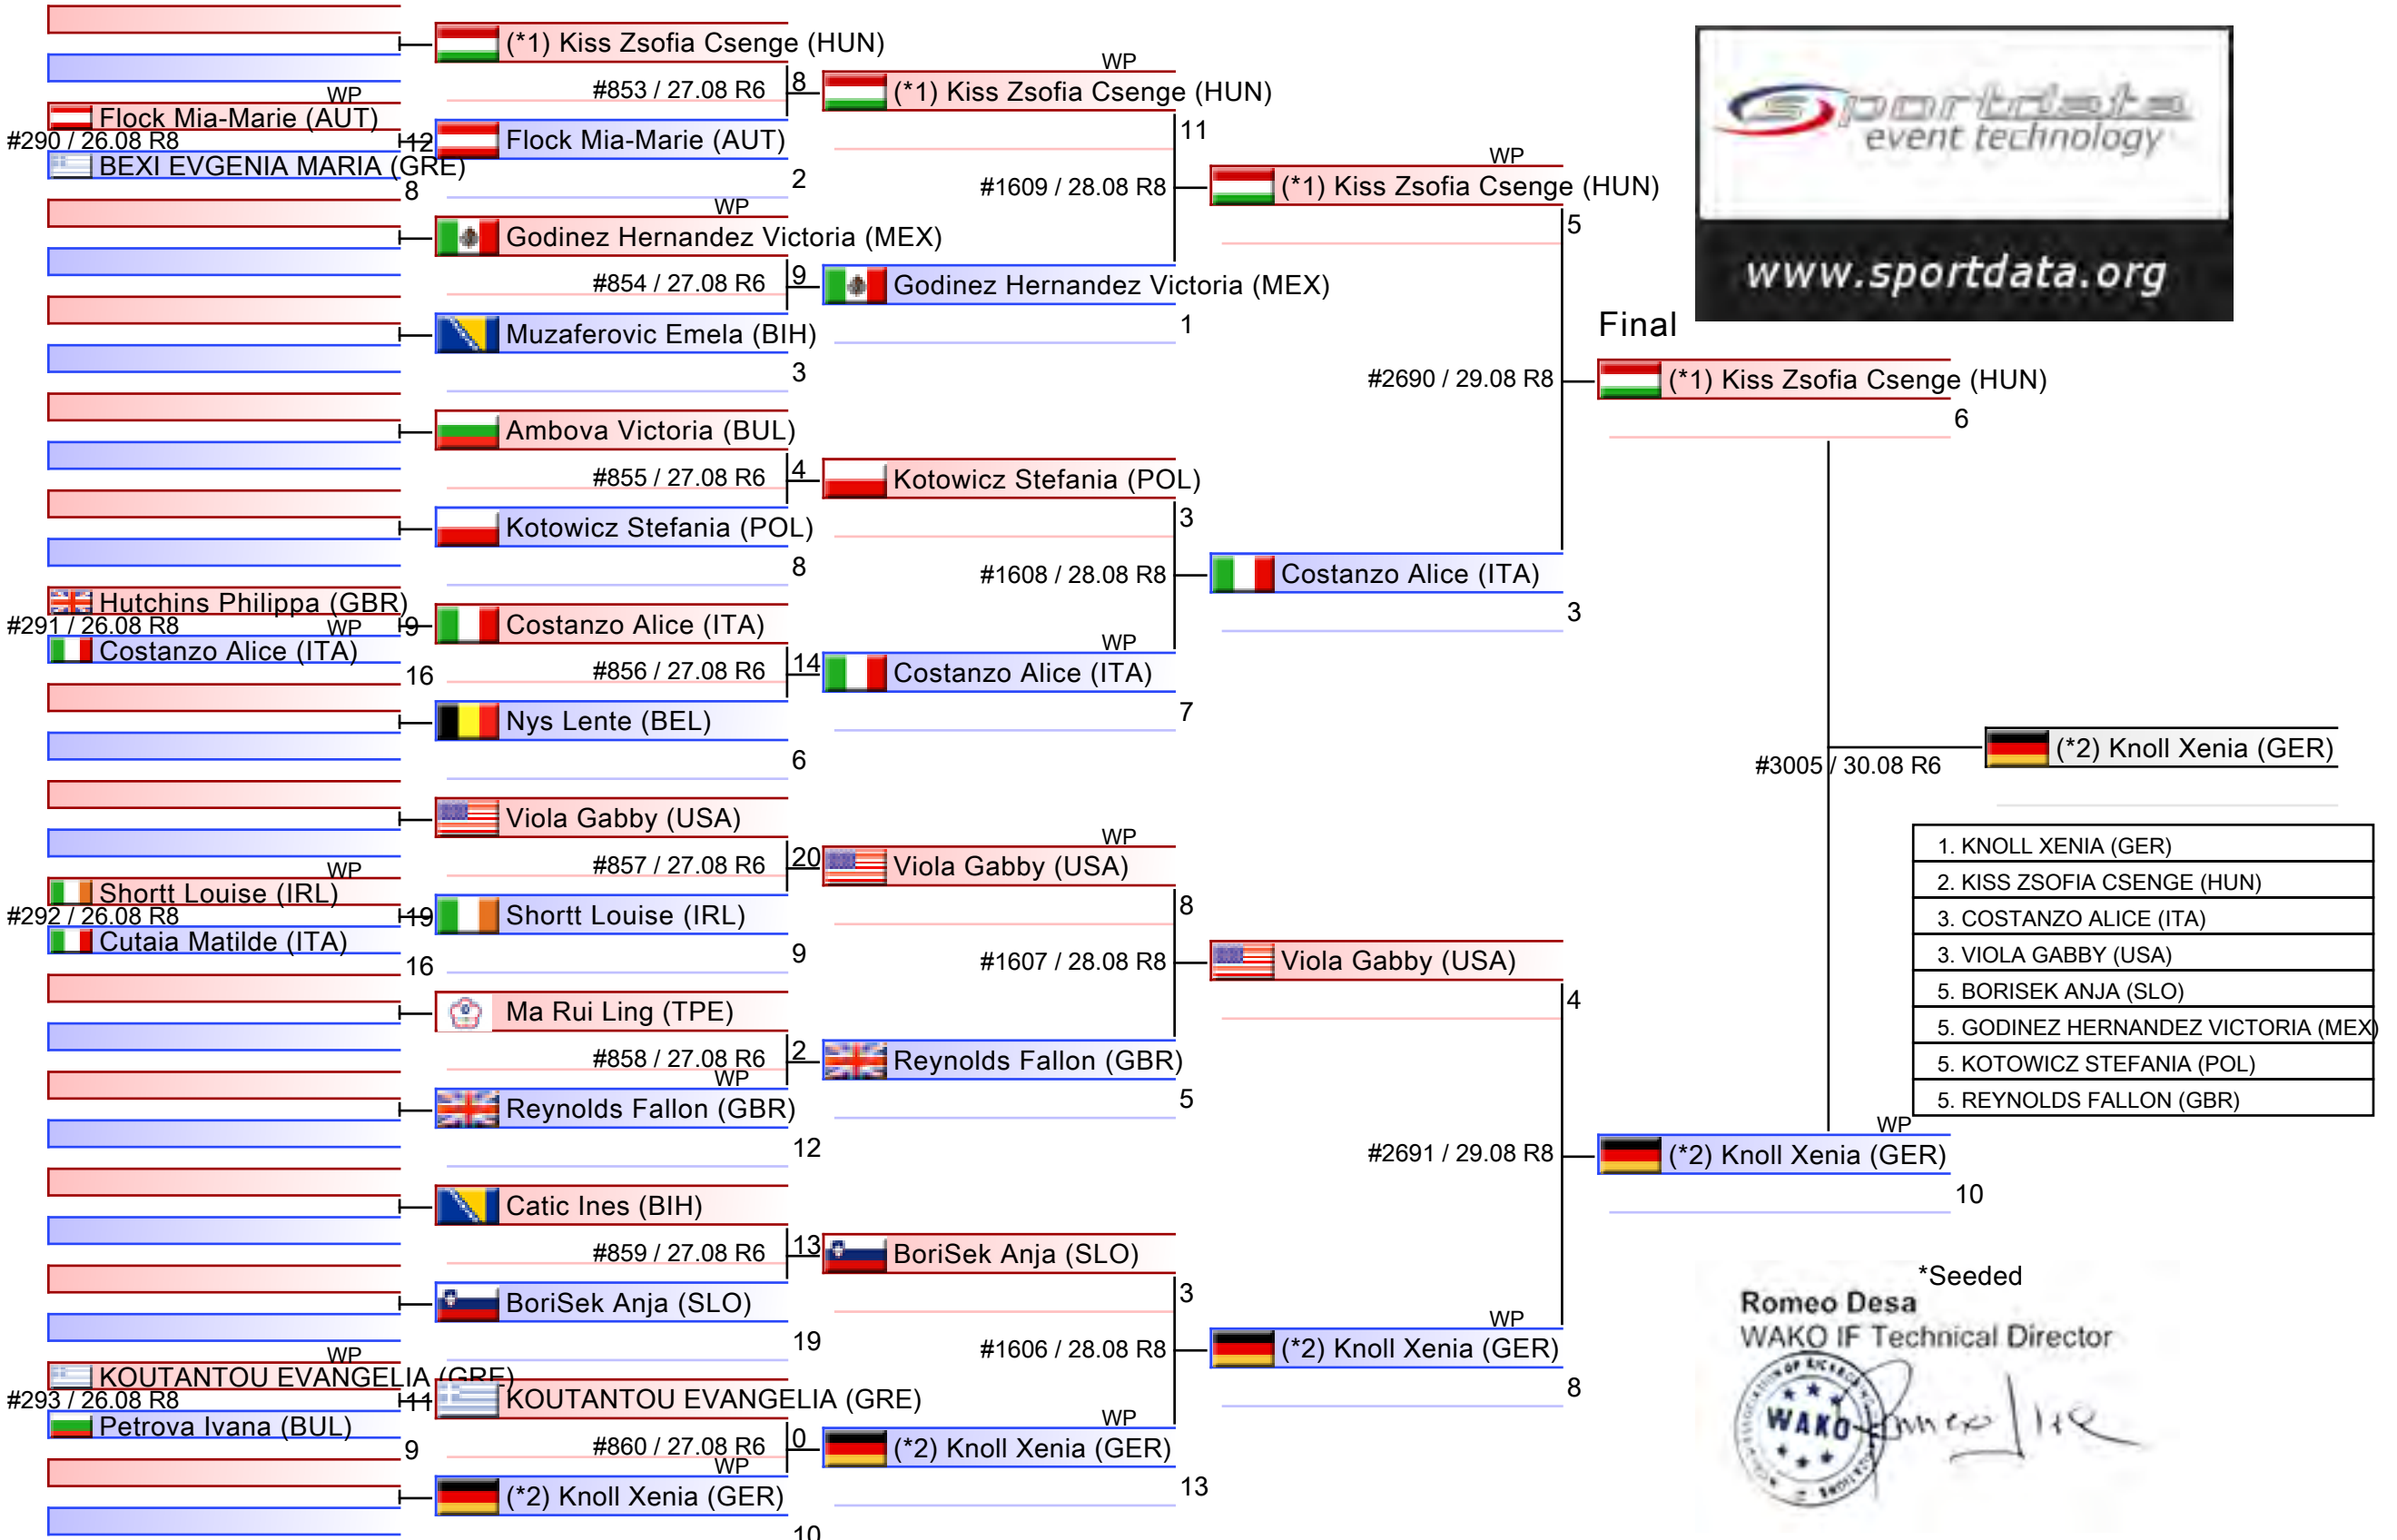 WP
Flock Mia-Marie (AUT)
#290 / 26.08 R8
12
BEXI EVGENIA MARIA (GRE)
8
Hutchins Philippa (GBR)
#291 / 26.08 R8
WP
9
Costanzo Alice (ITA)
16
WP
Shortt Louise (IRL)
#292 / 26.08 R8
19
Cutaia Matilde (ITA)
16
WP
KOUTANTOU EVANGELIA (GRE)
#293 / 26.08 R8
11
Petrova Ivana (BUL)
9
(*1) Kiss Zsofia Csenge (HUN)
#853 / 27.08 R6
8
Flock Mia-Marie (AUT)
2
WP
Godinez Hernandez Victoria (MEX)
#854 / 27.08 R6
9
Muzaferovic Emela (BIH)
3
Ambova Victoria (BUL)
#855 / 27.08 R6
4
Kotowicz Stefania (POL)
8
Costanzo Alice (ITA)
#856 / 27.08 R6
14
Nys Lente (BEL)
6
Viola Gabby (USA)
#857 / 27.08 R6
20
Shortt Louise (IRL)
9
Ma Rui Ling (TPE)
#858 / 27.08 R6
2
WP
Reynolds Fallon (GBR)
12
Catic Ines (BIH)
#859 / 27.08 R6
13
BoriSek Anja (SLO)
19
KOUTANTOU EVANGELIA (GRE)
#860 / 27.08 R6
0
WP
(*2) Knoll Xenia (GER)
10
WP
(*1) Kiss Zsofia Csenge (HUN)
11
#1609 / 28.08 R8
Godinez Hernandez Victoria (MEX)
1
Kotowicz Stefania (POL)
3
#1608 / 28.08 R8
WP
Costanzo Alice (ITA)
7
WP
Viola Gabby (USA)
8
#1607 / 28.08 R8
Reynolds Fallon (GBR)
5
BoriSek Anja (SLO)
3
#1606 / 28.08 R8
WP
(*2) Knoll Xenia (GER)
13
WP
(*1) Kiss Zsofia Csenge (HUN)
5
#2690 / 29.08 R8
Costanzo Alice (ITA)
3
Viola Gabby (USA)
4
#2691 / 29.08 R8
WP
(*2) Knoll Xenia (GER)
8
Final
(*1) Kiss Zsofia Csenge (HUN)
6
#3005 / 30.08 R6
WP
(*2) Knoll Xenia (GER)
10
(*2) Knoll Xenia (GER)
sportdata
event technology
www.sportdata.org
1. KNOLL XENIA (GER)
2. KISS ZSOFIA CSENGE (HUN)
3. COSTANZO ALICE (ITA)
3. VIOLA GABBY (USA)
5. BORISEK ANJA (SLO)
5. GODINEZ HERNANDEZ VICTORIA (MEX)
5. KOTOWICZ STEFANIA (POL)
5. REYNOLDS FALLON (GBR)
*Seeded
Romeo Desa
WAKO IF Technical Director
WAKO